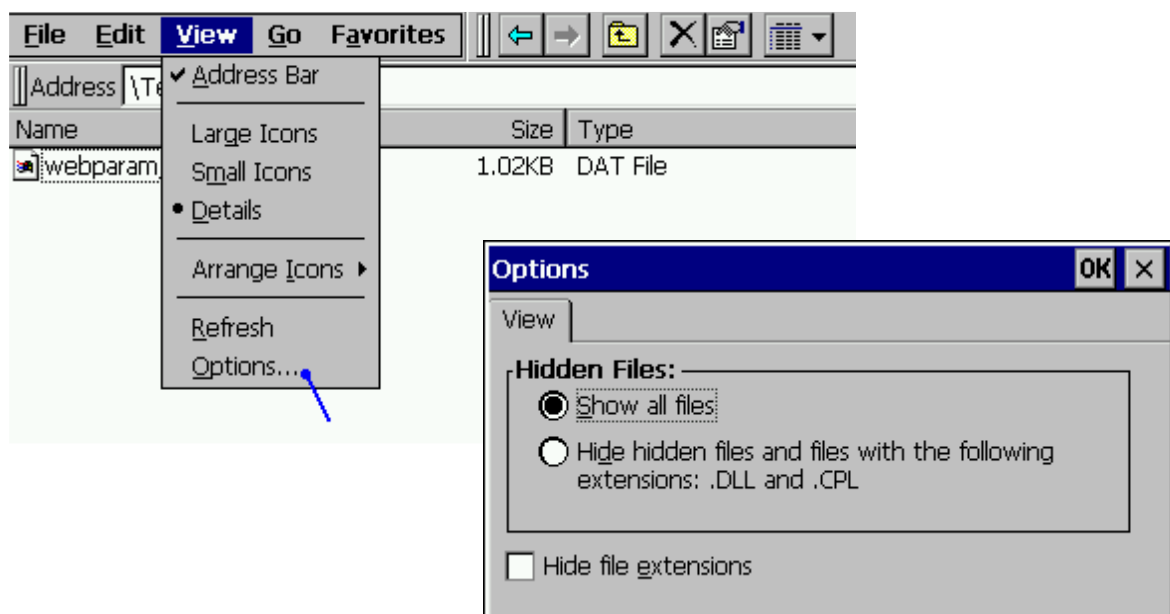 File Edit View Go Favorites
Address \Te
Address Bar
Large Icons
Small Icons
Details
Arrange Icons
Refresh
Options...
Name Size Type
webparam_ 1.02KB DAT File
Options OK
View
Hidden Files:
Show all files
Hide hidden files and files with the following
extensions: .DLL and .CPL
Hide file extensions